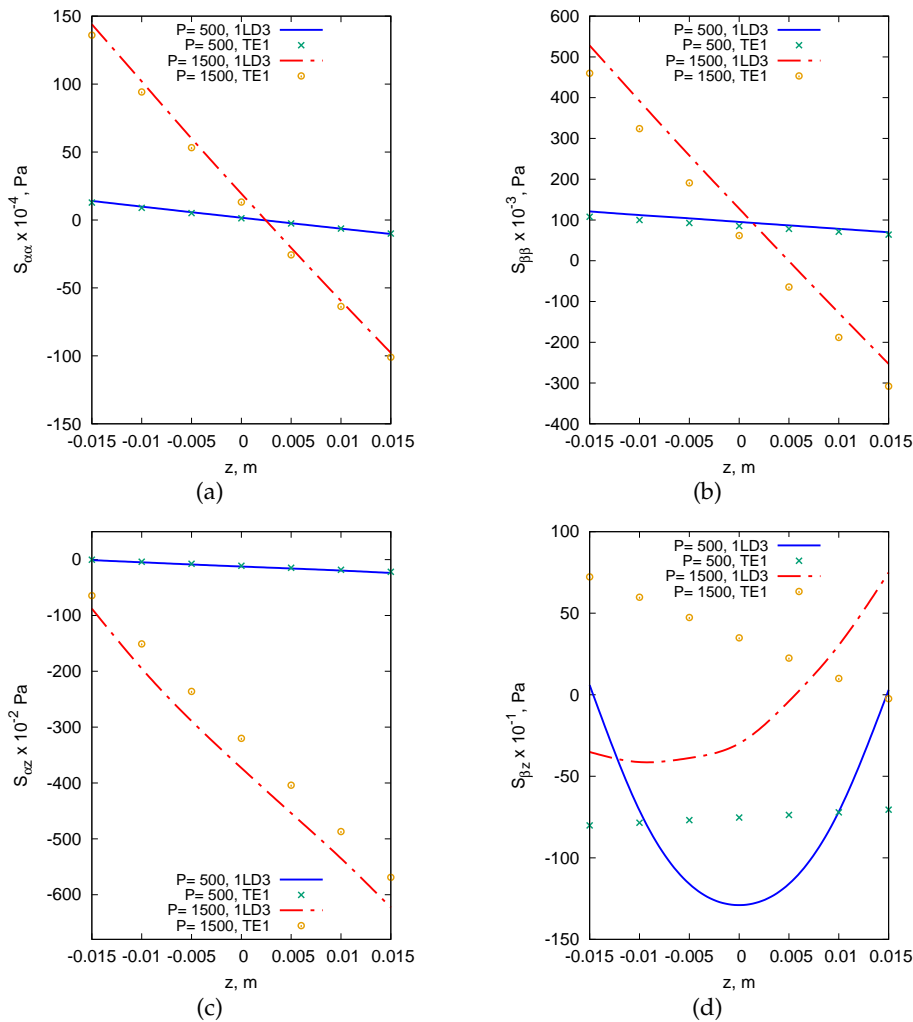 P= 500, 1LD3
P= 500, TE1
P= 1500, 1LD3
P= 1500, TE1
150
100
50
0
-50
-100
-150
-0.015 -0.01 -0.005 0 0.005 0.01 0.015
S_αα x 10^-4, Pa
z, m
(a)
P= 500, 1LD3
P= 500, TE1
P= 1500, 1LD3
P= 1500, TE1
600
500
400
300
200
100
0
-100
-200
-300
-400
-0.015 -0.01 -0.005 0 0.005 0.01 0.015
S_ββ x 10^-3, Pa
z, m
(b)
0
-100
-200
-300
-400
-500
-600
P= 500, 1LD3
P= 500, TE1
P= 1500, 1LD3
P= 1500, TE1
-0.015 -0.01 -0.005 0 0.005 0.01 0.015
S_αz x 10^-2 Pa
z, m
(c)
P= 500, 1LD3
P= 500, TE1
P= 1500, 1LD3
P= 1500, TE1
100
50
0
-50
-100
-150
-0.015 -0.01 -0.005 0 0.005 0.01 0.015
S_βz x 10^-1, Pa
z, m
(d)